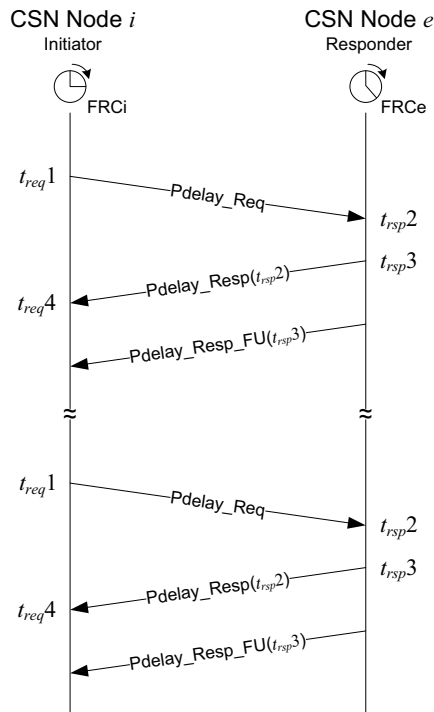 CSN Node i CSN Node e
Initiator Responder
FRCi FRCe
treq1
Pdelay_Req
trsp2
trsp3
Pdelay_Resp(trsp2)
treq4
Pdelay_Resp_FU(trsp3)
≈ ≈
treq1
Pdelay_Req
trsp2
trsp3
Pdelay_Resp(trsp2)
treq4
Pdelay_Resp_FU(trsp3)